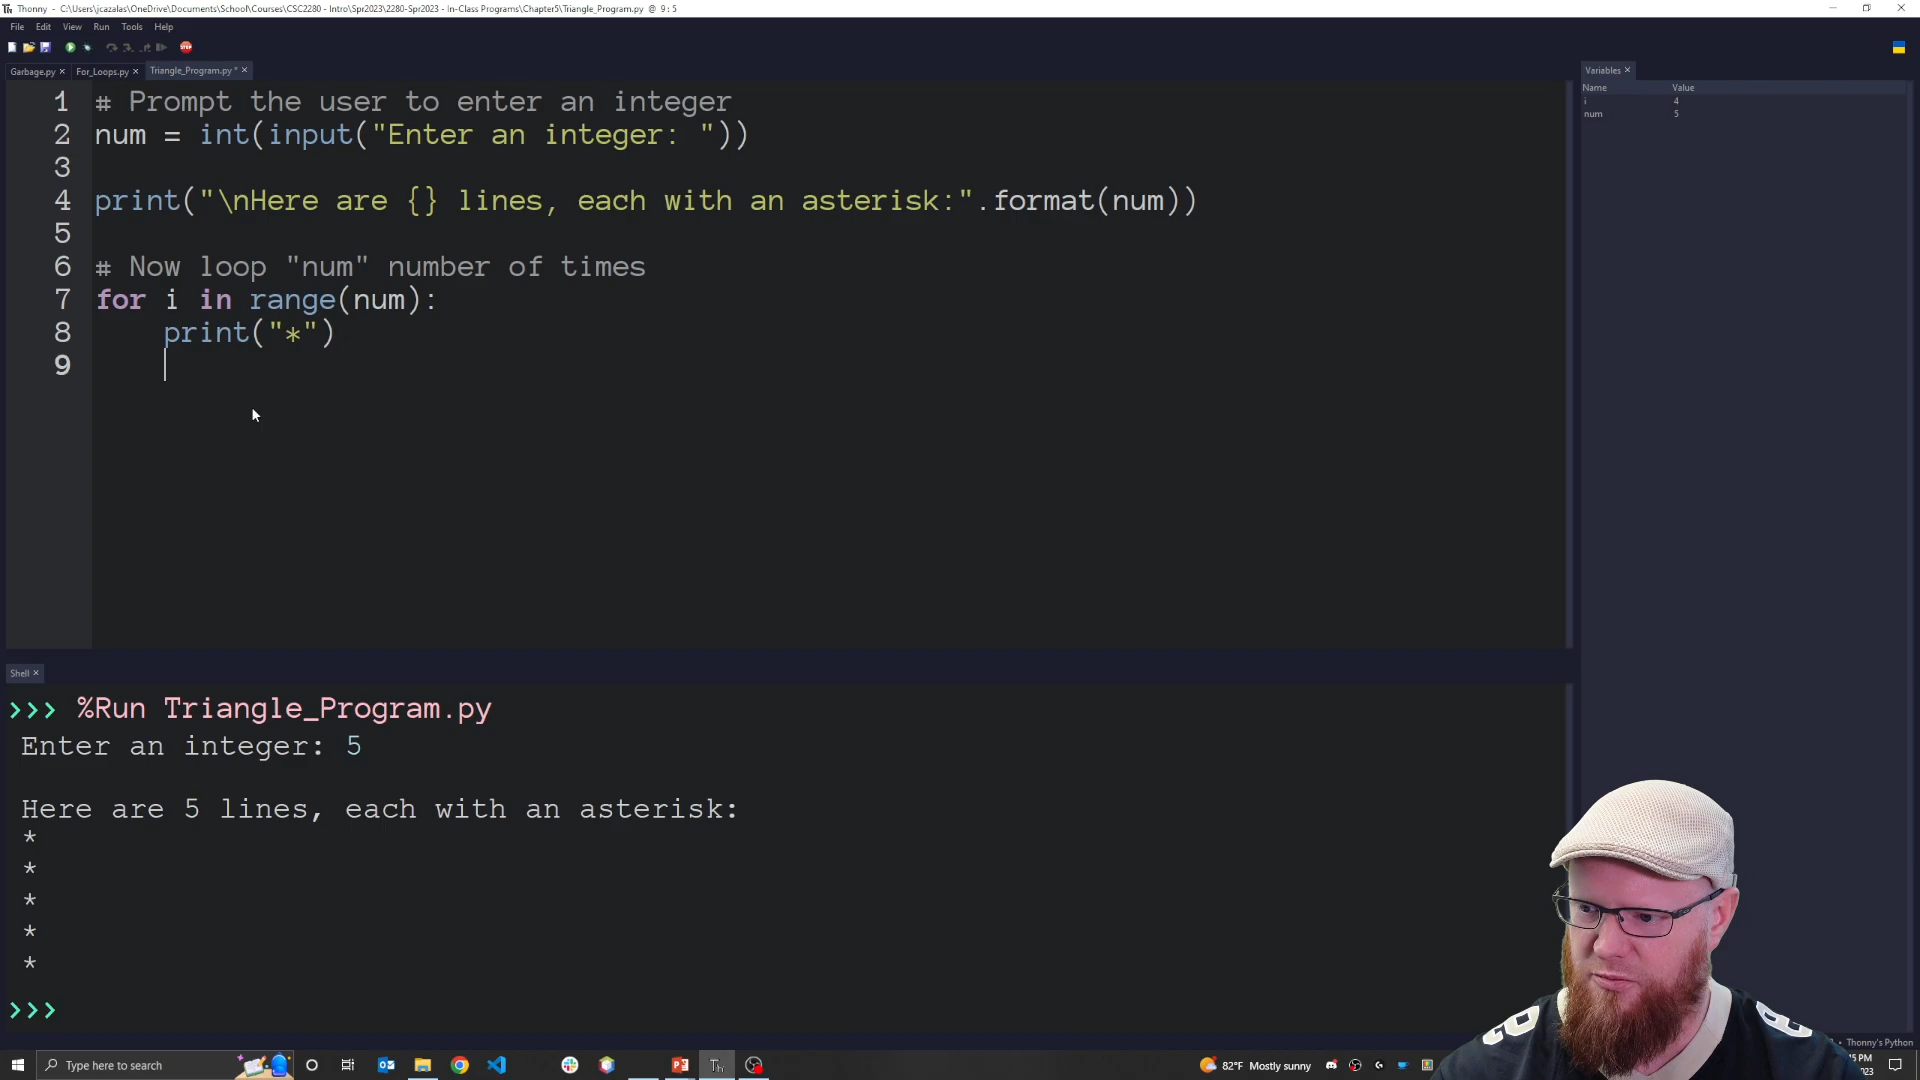 Thonny - C:\Users\jcazalas\OneDrive\Documents\School\Courses\CSC2280 - Intro\Spr2023\2280-Spr2023 - In-Class Programs\Chapter5\Triangle_Program.py @ 9 : 5
File Edit View Run Tools Help
STOP
Garbage.py × For_Loops.py × Triangle_Program.py * ×
1 # Prompt the user to enter an integer
2 num = int(input("Enter an integer: "))
3
4 print("\nHere are {} lines, each with an asterisk:".format(num))
5
6 # Now loop "num" number of times
7 for i in range(num):
8     print("*")
9
Variables ×
Name Value
i 4
num 5
Shell ×
>>> %Run Triangle_Program.py
Enter an integer: 5
Here are 5 lines, each with an asterisk:
*
*
*
*
*
>>>
Thonny's Python
Type here to search
82°F Mostly sunny